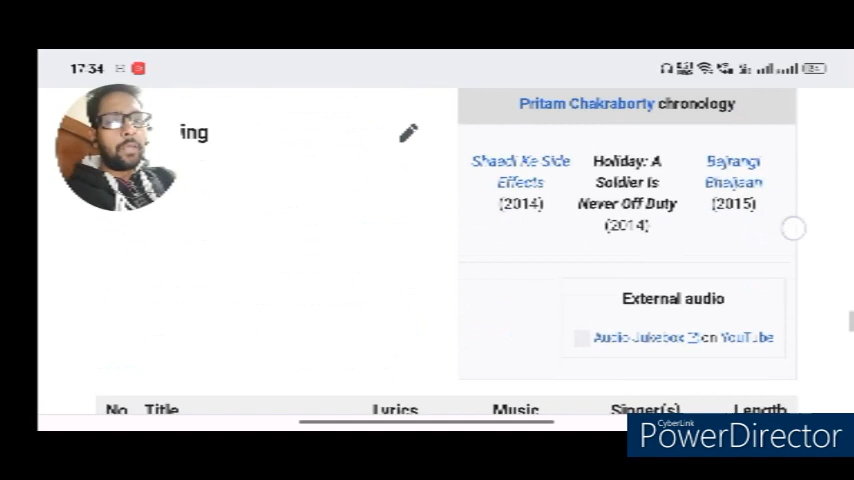 17:34
ing
Pritam Chakraborty chronology
Shaadi Ke Side Effects (2014)
Holiday: A Soldier Is Never Off Duty (2014)
Bajrangi Bhaijaan (2015)
External audio
Audio Jukebox on YouTube
No. Title Lyrics Music Singer(s) Length
CyberLink
PowerDirector